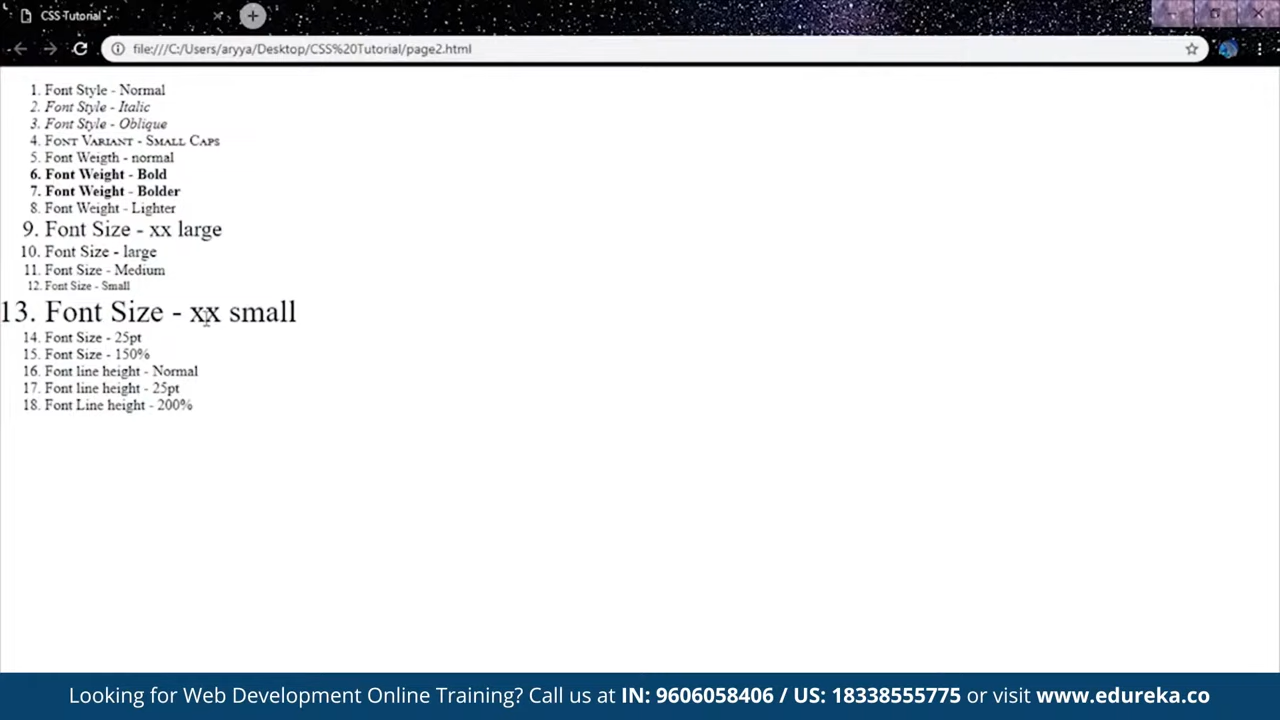 CSS Tutorial
file:///C:/Users/aryya/Desktop/CSS%20Tutorial/page2.html
1. Font Style - Normal
2. Font Style - Italic
3. Font Style - Oblique
4. Font Variant - Small Caps
5. Font Weigth - normal
6. Font Weight - Bold
7. Font Weight - Bolder
8. Font Weight - Lighter
9. Font Size - xx large
10. Font Size - large
11. Font Size - Medium
12. Font Size - Small
13. Font Size - xx small
14. Font Size - 25pt
15. Font Size - 150%
16. Font line height - Normal
17. Font line height - 25pt
18. Font Line height - 200%
Looking for Web Development Online Training? Call us at IN: 9606058406 / US: 18338555775 or visit www.edureka.co